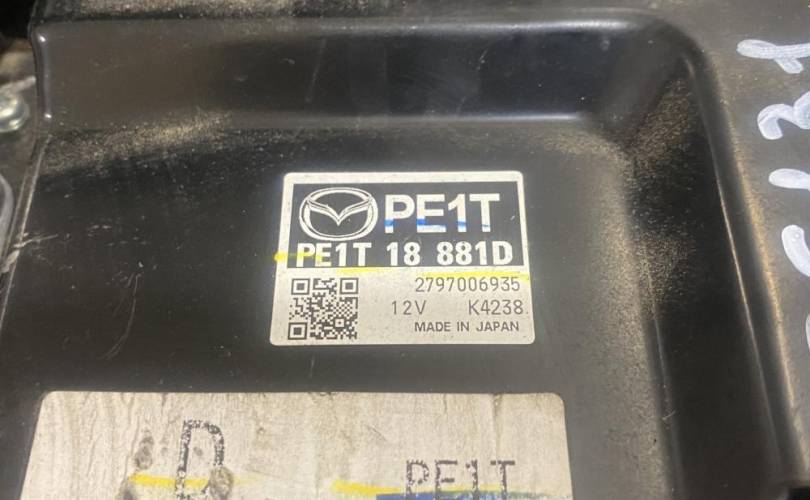 PE1T
PE1T 18 881D
2797006935
12V K4238
MADE IN JAPAN
D PE1T